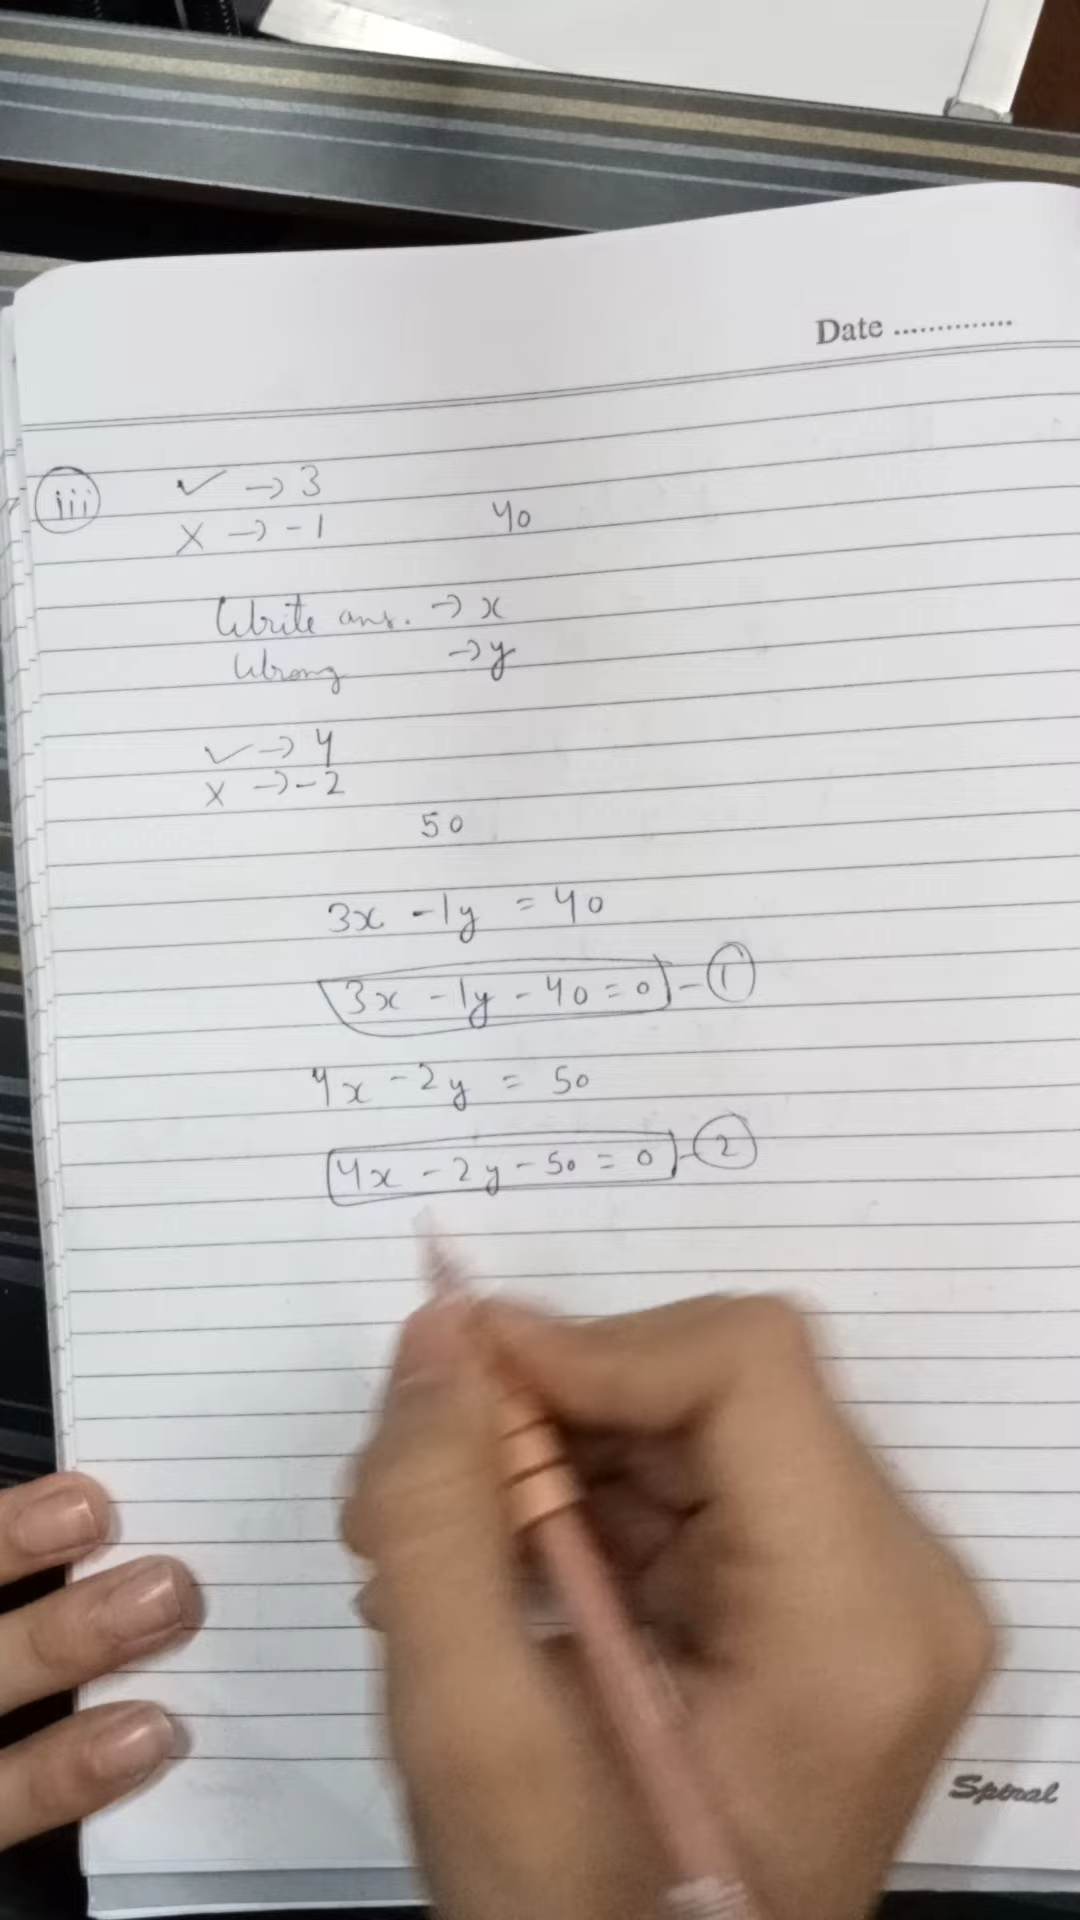 Date ..............
iii ✓ → 3
X → -1 40
Write ans. → x
Wrong → y
✓ → 4
X → -2
50
3x - 1y = 40
3x - 1y - 40 = 0 - 1
4x - 2y = 50
4x - 2y - 50 = 0 - 2
Spiral